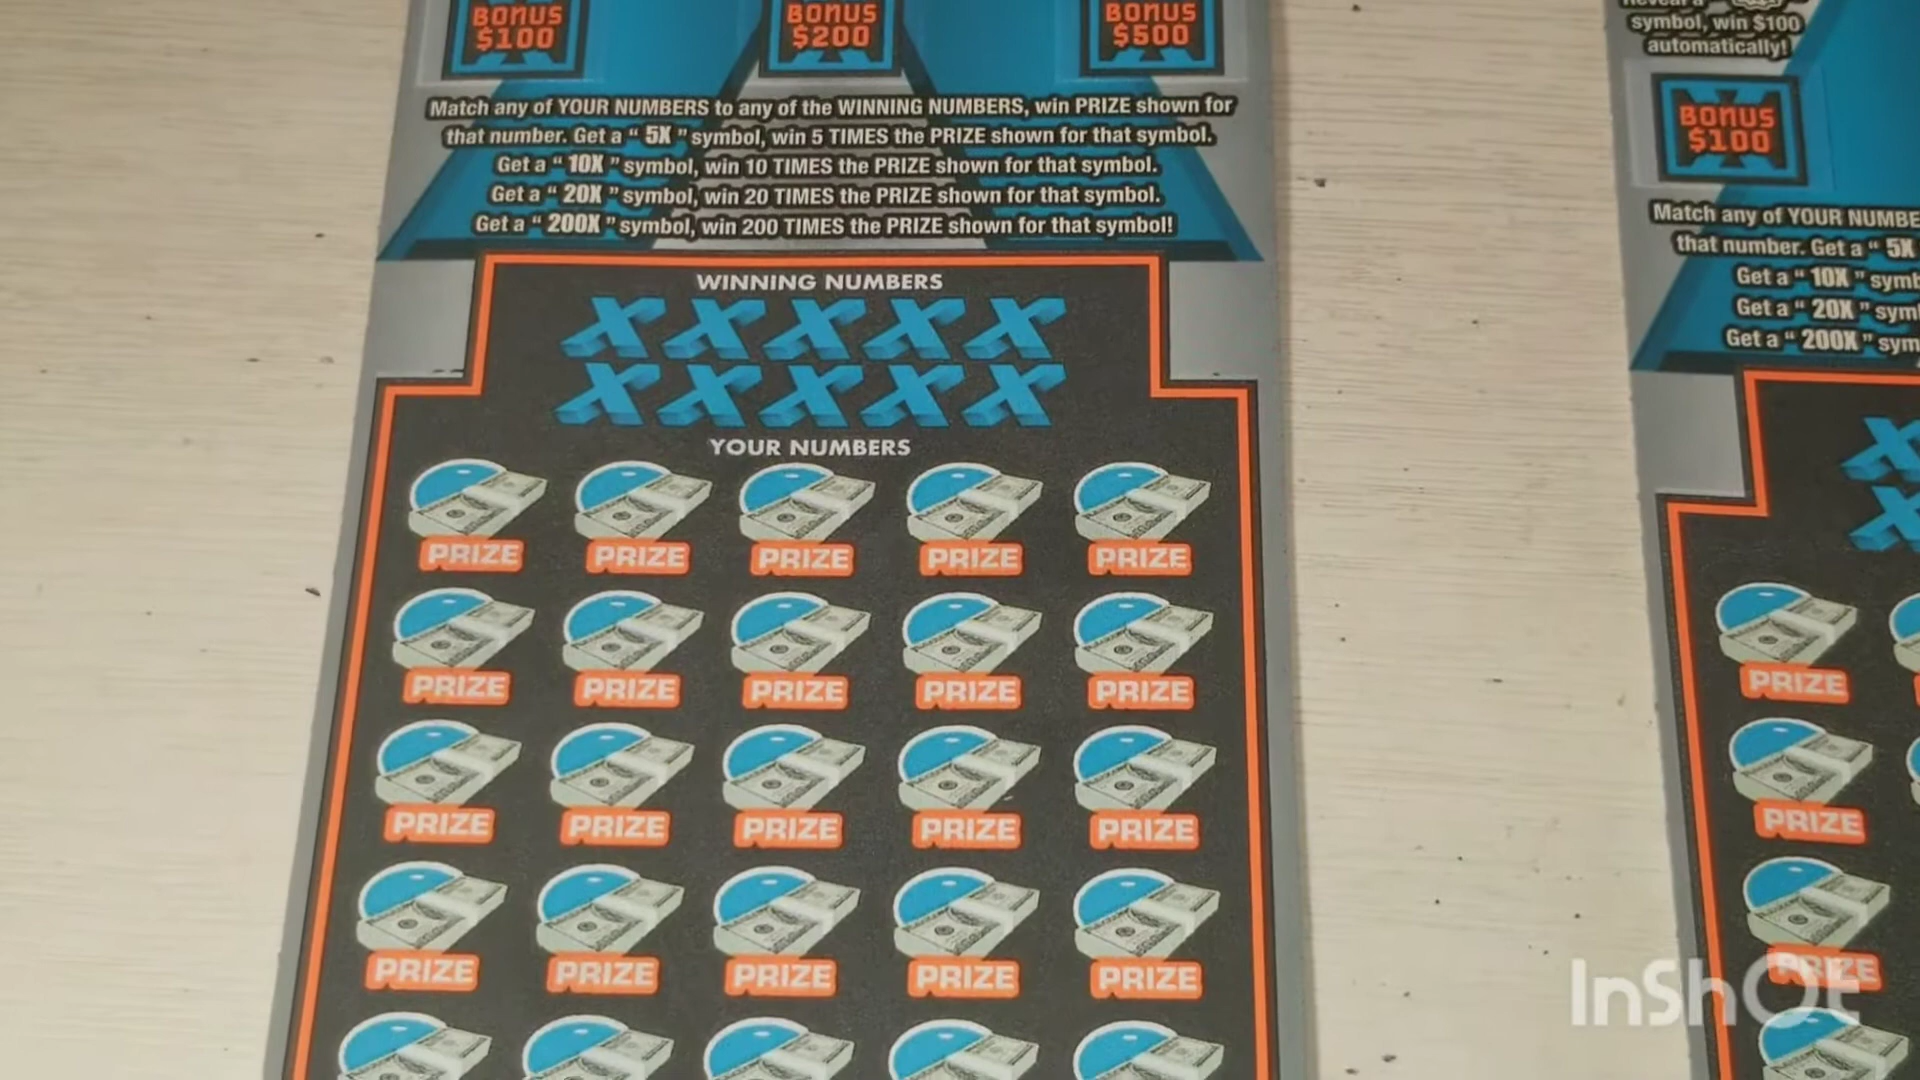 BONUS $100
BONUS $200
BONUS $500
Match any of YOUR NUMBERS to any of the WINNING NUMBERS, win PRIZE shown for
that number. Get a " 5X " symbol, win 5 TIMES the PRIZE shown for that symbol.
Get a " 10X " symbol, win 10 TIMES the PRIZE shown for that symbol.
Get a " 20X " symbol, win 20 TIMES the PRIZE shown for that symbol.
Get a " 200X " symbol, win 200 TIMES the PRIZE shown for that symbol!
WINNING NUMBERS
X X X X X
X X X X X
YOUR NUMBERS
PRIZE PRIZE PRIZE PRIZE PRIZE
PRIZE PRIZE PRIZE PRIZE PRIZE
PRIZE PRIZE PRIZE PRIZE PRIZE
PRIZE PRIZE PRIZE PRIZE PRIZE
symbol, win $100
automatically!
BONUS
$100
Match any of YOUR
that number. Get a " 5X
Get a " 10X "
Get a " 20X "
Get a " 200X "
X
X
PRIZE
PRIZE
PRIZE
InShOt